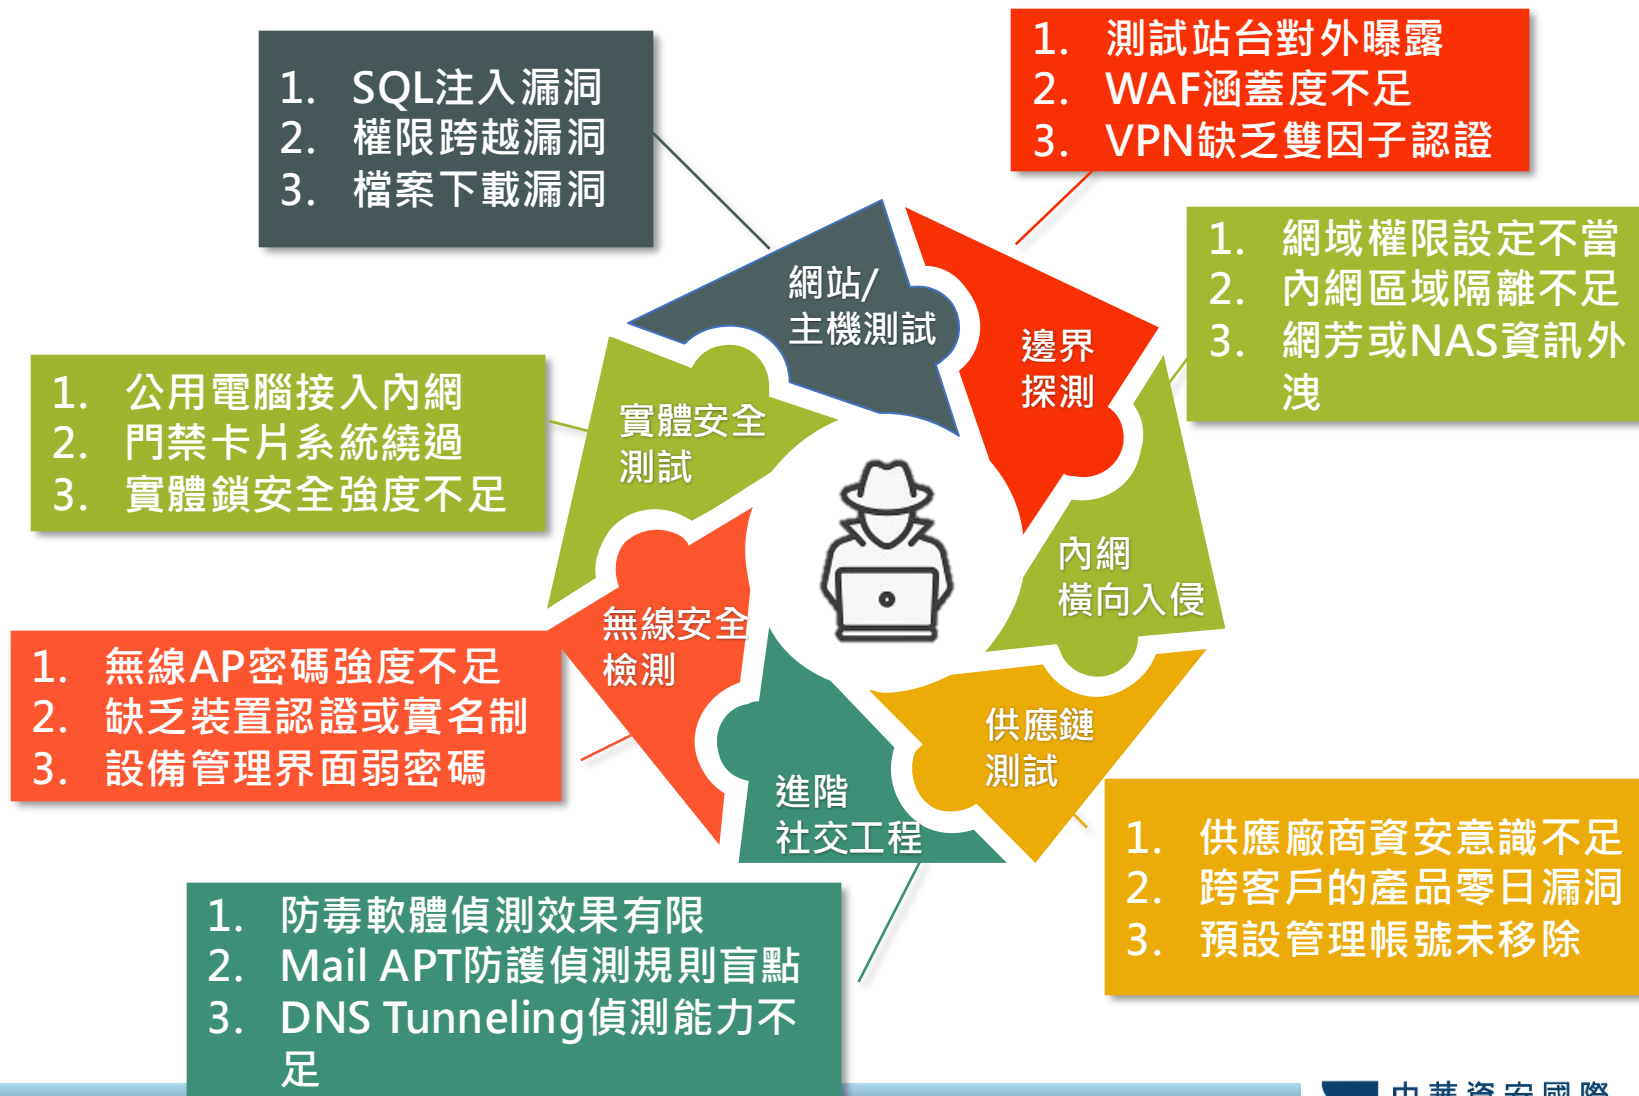 1. SQL注入漏洞
2. 權限跨越漏洞
3. 檔案下載漏洞
1. 測試站台對外曝露
2. WAF涵蓋度不足
3. VPN缺乏雙因子認證
1. 網域權限設定不當
2. 內網區域隔離不足
3. 網芳或NAS資訊外
洩
1. 公用電腦接入內網
2. 門禁卡片系統繞過
3. 實體鎖安全強度不足
1. 無線AP密碼強度不足
2. 缺乏裝置認證或實名制
3. 設備管理界面弱密碼
1. 供應廠商資安意識不足
2. 跨客戶的產品零日漏洞
3. 預設管理帳號未移除
1. 防毒軟體偵測效果有限
2. Mail APT防護偵測規則盲點
3. DNS Tunneling偵測能力不
足
網站/
主機測試
邊界
探測
內網
橫向入侵
供應鏈
測試
進階
社交工程
無線安全
檢測
實體安全
測試
中華資安國際